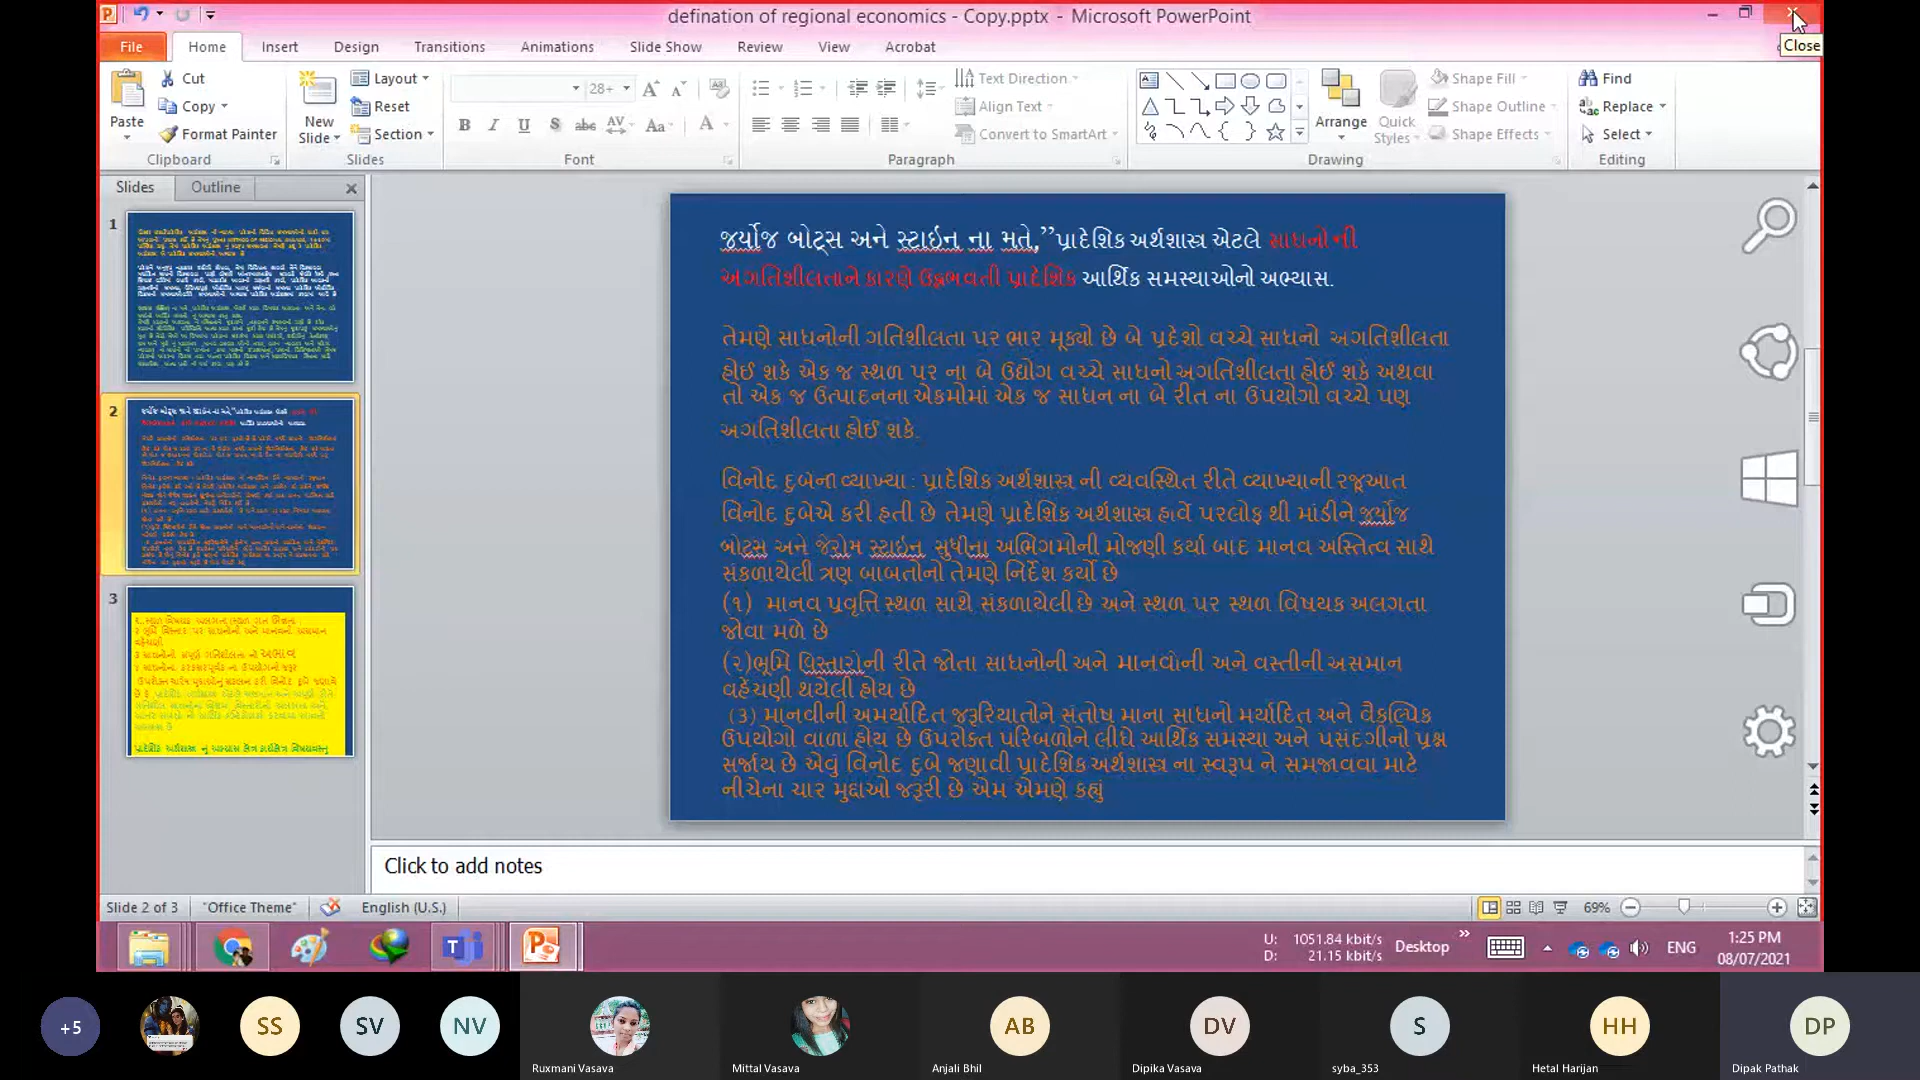 defination of regional economics - Copy.pptx - Microsoft PowerPoint
Close
File Home Insert Design Transitions Animations Slide Show Review View Acrobat
Cut
Copy
Format Painter
Paste
Clipboard
New Slide
Layout
Reset
Section
Slides
28+
Font
Text Direction
Align Text
Convert to SmartArt
Paragraph
Arrange
Quick Styles
Shape Fill
Shape Outline
Shape Effects
Drawing
Find
Replace
Select
Editing
Slides Outline
1
2
3
જર્યોજ બોટ્સ અને સ્ટાઇન ના મતે,’’પ્રાદેશિક અર્થશાસ્ત્ર એટલે સાધનો ની
અગતિશીલતાને કારણે ઉદ્ભભવતી પ્રાદેશિક આર્થિક સમસ્યાઓનો અભ્યાસ.
તેમણે સાધનોની ગતિશીલતા પર ભાર મૂક્યો છે બે પ્રદેશો વચ્ચે સાધનો અગતિશીલતા
હોઈ શકે એક જ સ્થળ પર ના બે ઉદ્યોગ વચ્ચે સાધનો અગતિશીલતા હોઈ શકે અથવા
તો એક જ ઉત્પાદનના એકમોમાં એક જ સાધન ના બે રીત ના ઉપયોગો વચ્ચે પણ
અગતિશીલતા હોઈ શકે.
વિનોદ દુબેની વ્યાખ્યા : પ્રાદેશિક અર્થશાસ્ત્ર ની વ્યવસ્થિત રીતે વ્યાખ્યાની રજૂઆત
વિનોદ દુબેએ કરી હતી છે તેમણે પ્રાદેશિક અર્થશાસ્ત્ર હાર્વે પરલોફ થી માંડીને જર્યોજ
બોટ્સ અને જેરોમ સ્ટાઇન સુધીના અભિગમોની મોજણી કર્યા બાદ માનવ અસ્તિત્વ સાથે
સંકળાયેલી ત્રણ બાબતોનો તેમણે નિર્દેશ કર્યો છે
(૧) માનવ પ્રવૃત્તિ સ્થળ સાથે સંકળાયેલી છે અને સ્થળ પર સ્થળ વિષયક અલગતા
જોવા મળે છે
(૨)ભૂમિ વિસ્તારોની રીતે જોતા સાધનોની અને માનવોની અને વસ્તીની અસમાન
વહેંચણી થયેલી હોય છે
(૩) માનવીની અમર્યાદિત જરૂરિયાતોને સંતોષ માના સાધનો મર્યાદિત અને વૈકલ્પિક
ઉપયોગો વાળા હોય છે ઉપરોક્ત પરિબળોને લીધે આર્થિક સમસ્યા અને પસંદગીનો પ્રશ્ન
સર્જાય છે એવું વિનોદ દુબે જણાવી પ્રાદેશિક અર્થશાસ્ત્ર ના સ્વરૂપ ને સમજાવવા માટે
નીચેના ચાર મુદ્દાઓ જરૂરી છે એમ એમણે કહ્યું
Click to add notes
Slide 2 of 3 "Office Theme" English (U.S.) 69%
U: 1051.84 kbit/s
D: 21.15 kbit/s
Desktop
ENG
1:25 PM
08/07/2021
+5 SS SV NV AB DV S HH DP
Ruxmani Vasava Mittal Vasava Anjali Bhil Dipika Vasava syba_353 Hetal Harijan Dipak Pathak